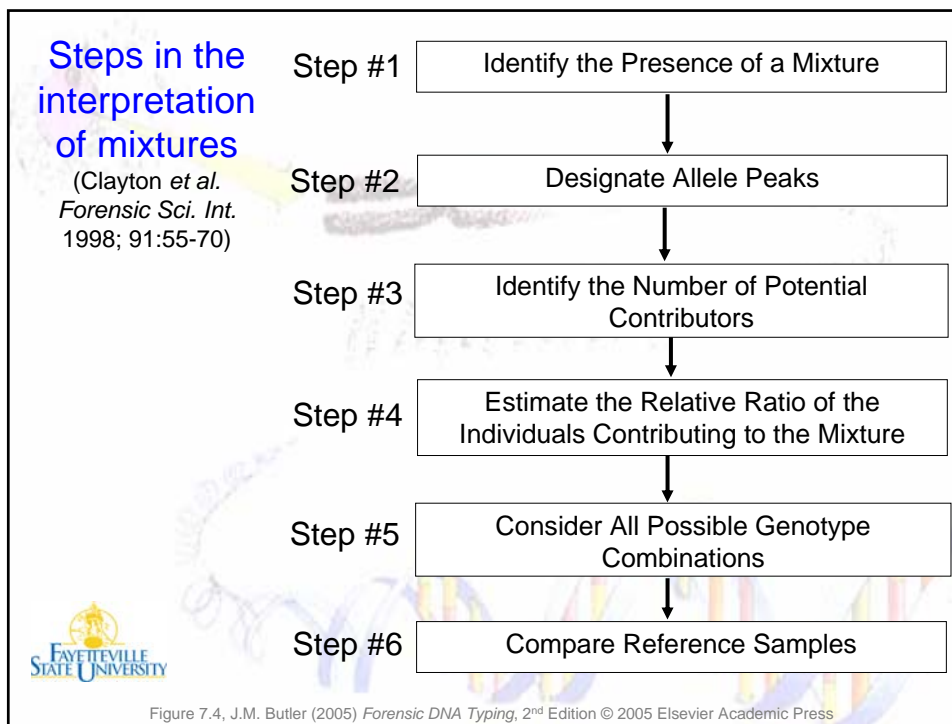 Steps in the
interpretation
of mixtures
(Clayton et al.
Forensic Sci. Int.
1998; 91:55-70)
Step #1
Identify the Presence of a Mixture
Step #2
Designate Allele Peaks
Step #3
Identify the Number of Potential
Contributors
Step #4
Estimate the Relative Ratio of the
Individuals Contributing to the Mixture
Step #5
Consider All Possible Genotype
Combinations
Step #6
Compare Reference Samples
FAYETTEVILLE
STATE UNIVERSITY
Figure 7.4, J.M. Butler (2005) Forensic DNA Typing, 2nd Edition © 2005 Elsevier Academic Press